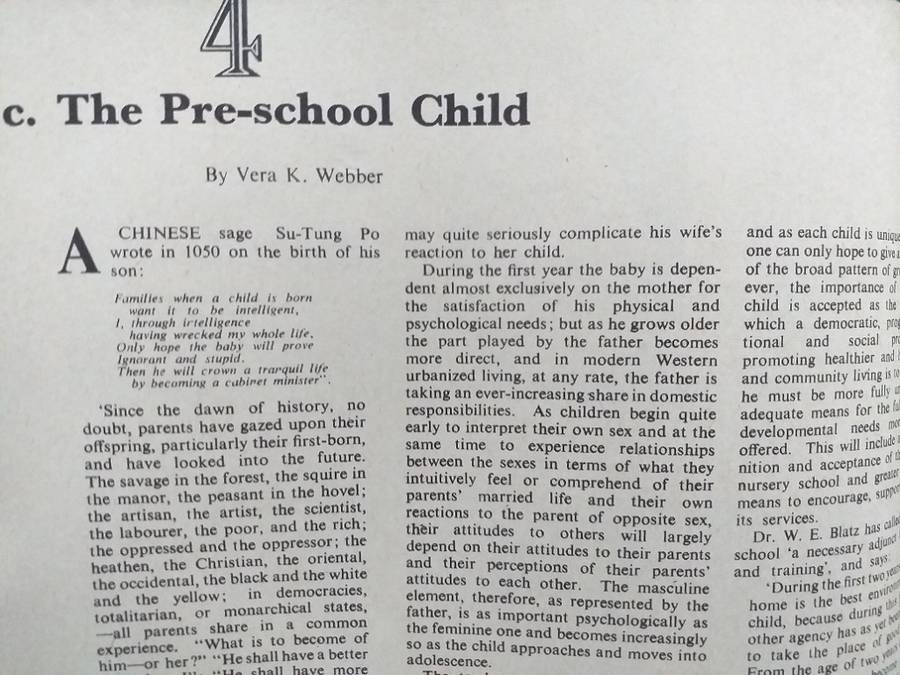 4
c. The Pre-school Child
By Vera K. Webber
A CHINESE sage Su-Tung Po
wrote in 1050 on the birth of his
son:
Families when a child is born
want it to be intelligent,
I, through irtelligence
having wrecked my whole life,
Only hope the baby will prove
Ignorant and stupid.
Then he will crown a tranquil life
by becoming a cabinet minister”.
‘Since the dawn of history, no
doubt, parents have gazed upon their
offspring, particularly their first-born,
and have looked into the future.
The savage in the forest, the squire in
the manor, the peasant in the hovel;
the artisan, the artist, the scientist,
the labourer, the poor, and the rich;
the oppressed and the oppressor; the
heathen, the Christian, the oriental,
the occidental, the black and the white
and the yellow; in democracies,
totalitarian, or monarchical states,
—all parents share in a common
experience. “What is to become of
him—or her?” “He shall have a better
“He shall have more
may quite seriously complicate his wife’s
reaction to her child.
During the first year the baby is depen-
dent almost exclusively on the mother for
the satisfaction of his physical and
psychological needs; but as he grows older
the part played by the father becomes
more direct, and in modern Western
urbanized living, at any rate, the father is
taking an ever-increasing share in domestic
responsibilities. As children begin quite
early to interpret their own sex and at the
same time to experience relationships
between the sexes in terms of what they
intuitively feel or comprehend of their
parents’ married life and their own
reactions to the parent of opposite sex,
their attitudes to others will largely
depend on their attitudes to their parents
and their perceptions of their parents’
attitudes to each other. The masculine
element, therefore, as represented by the
father, is as important psychologically as
the feminine one and becomes increasingly
so as the child approaches and moves into
adolescence.
and as each child is unique
one can only hope to give a
of the broad pattern of
ever, the importance of
child is accepted as the
which a democratic,
tional and social
promoting healthier and
and community living is to
he must be more fully
adequate means for the
developmental needs
offered. This will include
nition and acceptance of
nursery school and greater
means to encourage,
its services.
Dr. W. E. Blatz has called
school ‘a necessary adjunct
and training’, and says:
‘During the first two years
home is the best
child, because during this
other agency has as yet
to take the place of
From the age of two